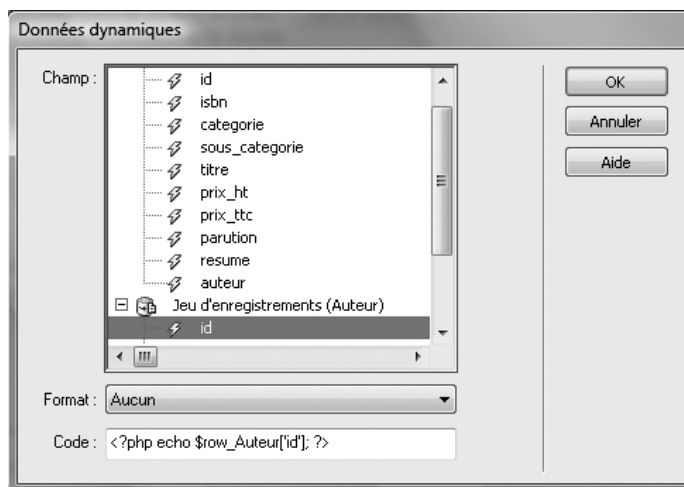 Données dynamiques
Champ :
id
isbn
categorie
sous_categorie
titre
prix_ht
prix_ttc
parution
resume
auteur
Jeu d'enregistrements (Auteur)
id
OK
Annuler
Aide
Format : Aucun
Code : <?php echo $row_Auteur['id']; ?>